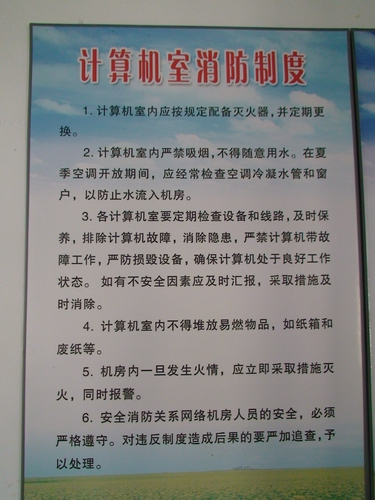 计算机室消防制度
1. 计算机室内应按规定配备灭火器，并定期更
换。
2. 计算机室内严禁吸烟，不得随意用水。在夏
季空调开放期间，应经常检查空调冷凝水管和窗
户，以防止水流入机房。
3. 各计算机室要定期检查设备和线路，及时保
养，排除计算机故障，消除隐患，严禁计算机带故
障工作，严防损毁设备，确保计算机处于良好工作
状态。 如有不安全因素应及时汇报，采取措施及
时消除。
4. 计算机室内不得堆放易燃物品，如纸箱和
废纸等。
5. 机房内一旦发生火情，应立即采取措施灭
火，同时报警。
6. 安全消防关系网络机房人员的安全，必须
严格遵守。对违反制度造成后果的要严加追查，予
以处理。